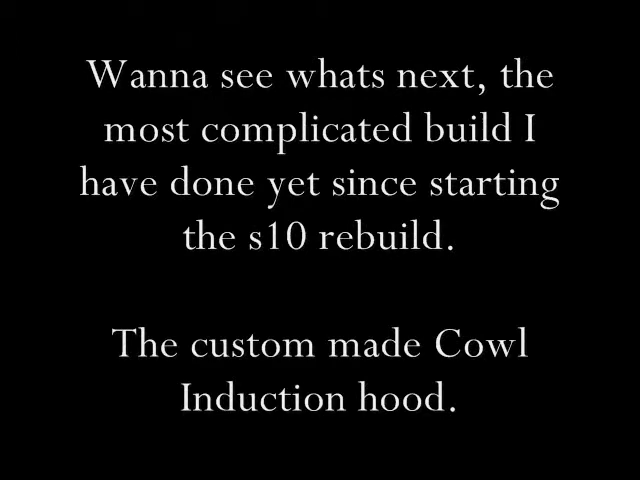 Wanna see whats next, the
most complicated build I
have done yet since starting
the s10 rebuild.
The custom made Cowl
Induction hood.